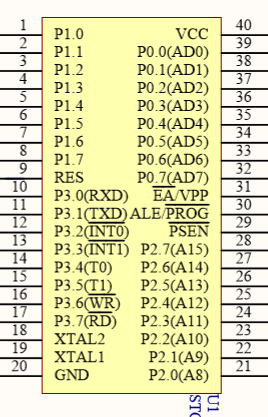 1 P1.0 VCC 40
2 P1.1 P0.0(AD0) 39
3 P1.2 P0.1(AD1) 38
4 P1.3 P0.2(AD2) 37
5 P1.4 P0.3(AD3) 36
6 P1.5 P0.4(AD4) 35
7 P1.6 P0.5(AD5) 34
8 P1.7 P0.6(AD6) 33
9 RES P0.7(AD7) 32
10 P3.0(RXD) EA/VPP 31
11 P3.1(TXD) ALE/PROG 30
12 P3.2(INT0) PSEN 29
13 P3.3(INT1) P2.7(A15) 28
14 P3.4(T0) P2.6(A14) 27
15 P3.5(T1) P2.5(A13) 26
16 P3.6(WR) P2.4(A12) 25
17 P3.7(RD) P2.3(A11) 24
18 XTAL2 P2.2(A10) 23
19 XTAL1 P2.1(A9) 22
20 GND P2.0(A8) 21
U1